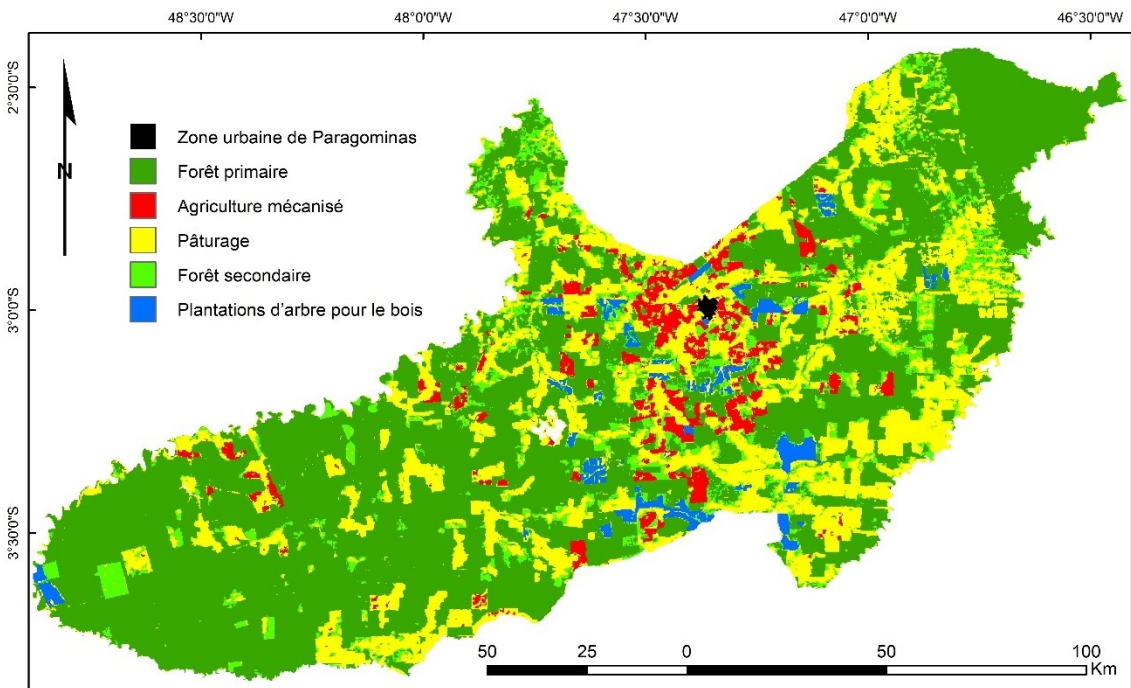 48°30'0"W
48°0'0"W
47°30'0"W
47°0'0"W
46°30'0"W
2°30'0"S
3°0'0"S
3°30'0"S
N
Zone urbaine de Paragominas
Forêt primaire
Agriculture mécanisé
Pâturage
Forêt secondaire
Plantations d'arbre pour le bois
50 25 0 50 100
Km